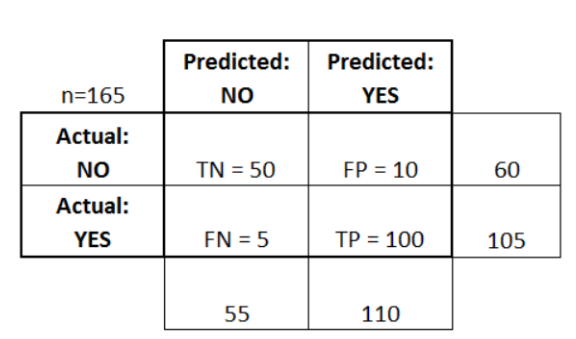 Predicted: Predicted:
n=165 NO YES
Actual:
NO TN = 50 FP = 10 60
Actual:
YES FN = 5 TP = 100 105
55 110